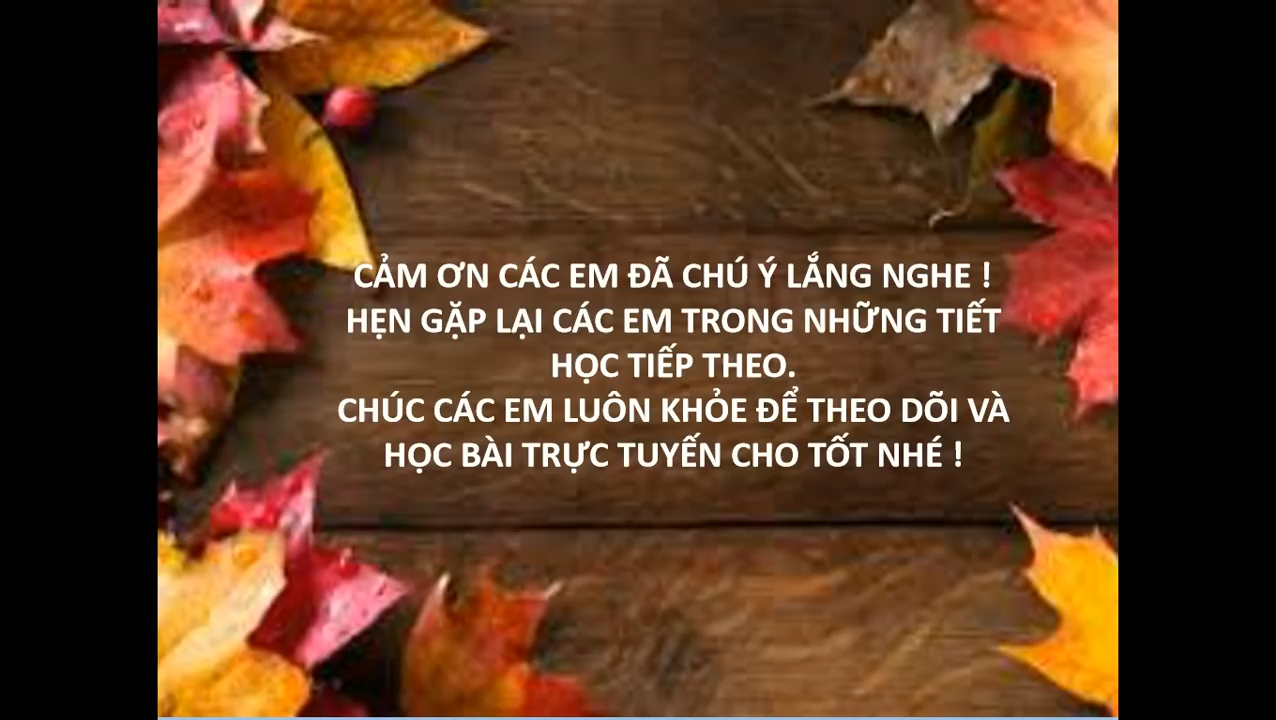 CẢM ƠN CÁC EM ĐÃ CHÚ Ý LẮNG NGHE !
HẸN GẶP LẠI CÁC EM TRONG NHỮNG TIẾT
HỌC TIẾP THEO.
CHÚC CÁC EM LUÔN KHỎE ĐỂ THEO DÕI VÀ
HỌC BÀI TRỰC TUYẾN CHO TỐT NHÉ !